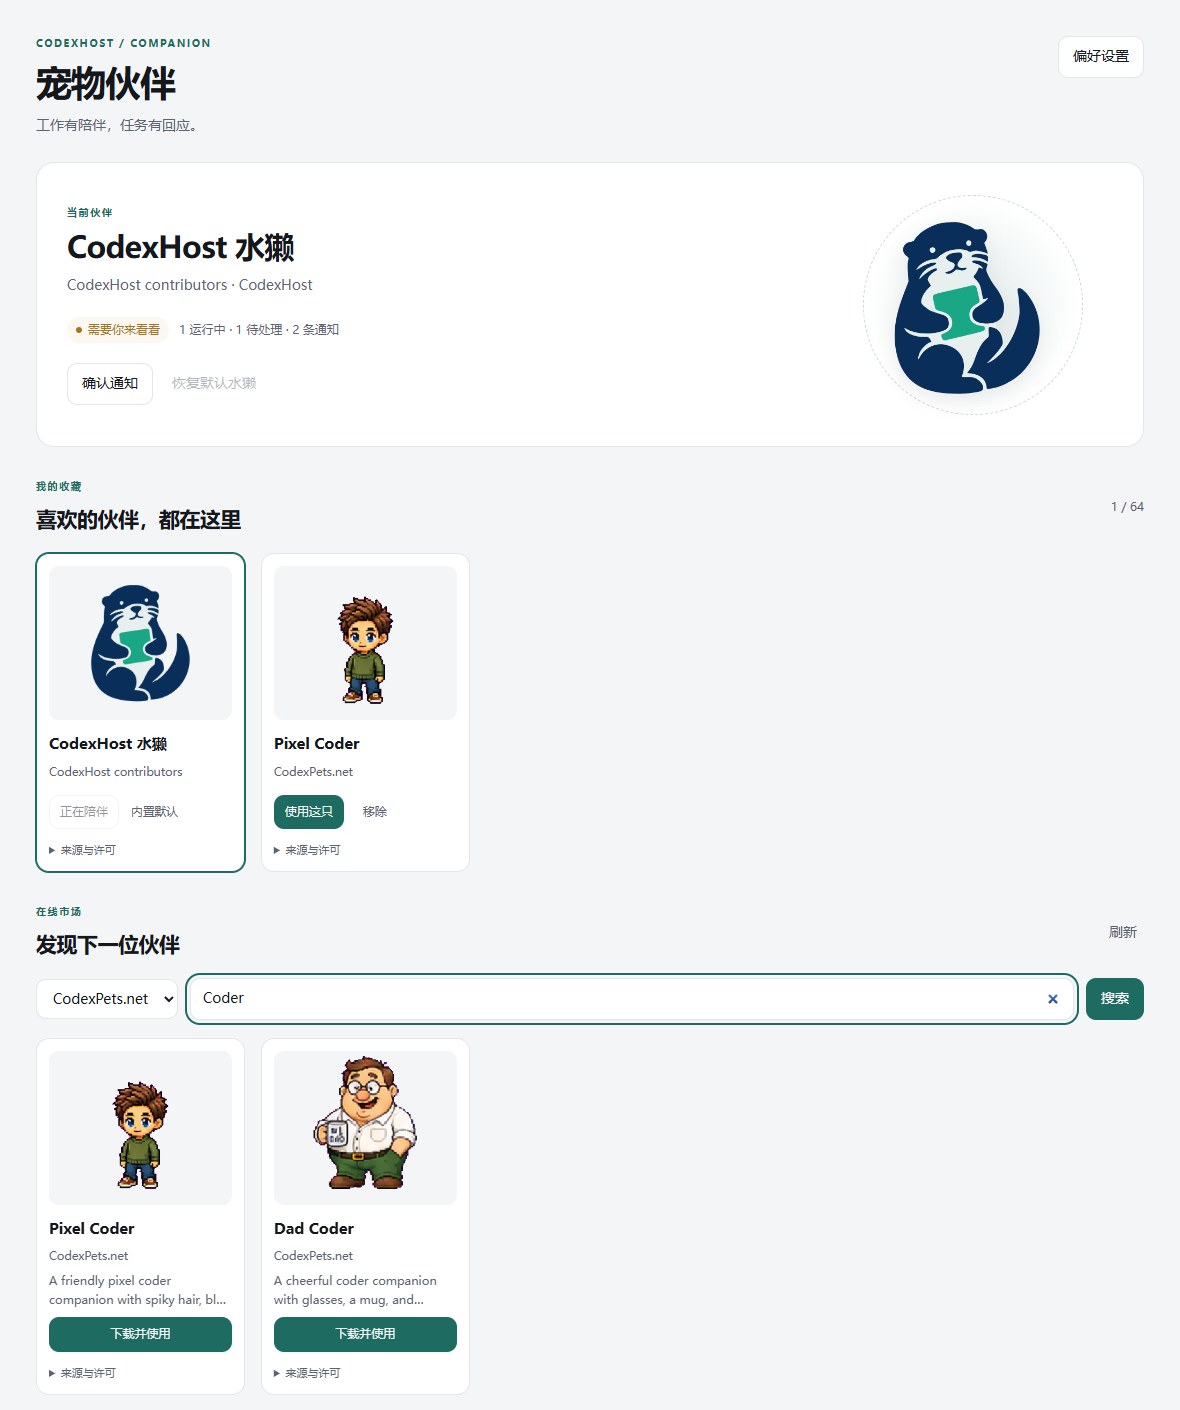 CODEXHOST / COMPANION
宠物伙伴
工作有陪伴，任务有回应。
偏好设置
当前伙伴
CodexHost 水獭
CodexHost contributors · CodexHost
需要你来看看
1 运行中 · 1 待处理 · 2 条通知
确认通知
恢复默认水獭
我的收藏
喜欢的伙伴，都在这里
1 / 64
CodexHost 水獭
CodexHost contributors
正在陪伴
内置默认
来源与许可
Pixel Coder
CodexPets.net
使用这只
移除
来源与许可
在线市场
发现下一位伙伴
刷新
CodexPets.net
Coder
搜索
Pixel Coder
CodexPets.net
A friendly pixel coder
companion with spiky hair, bl...
下载并使用
来源与许可
Dad Coder
CodexPets.net
A cheerful coder companion
with glasses, a mug, and...
下载并使用
来源与许可